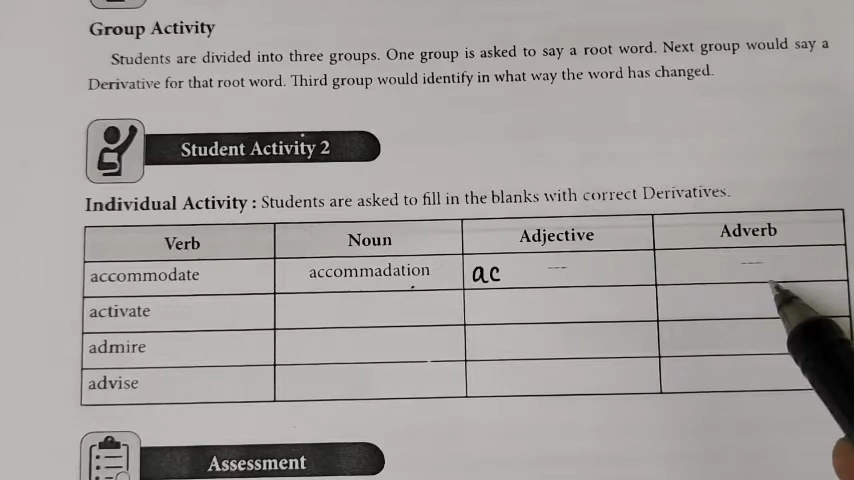 Group Activity
Students are divided into three groups. One group is asked to say a root word. Next group would say a
Derivative for that root word. Third group would identify in what way the word has changed.
Student Activity 2
Individual Activity : Students are asked to fill in the blanks with correct Derivatives.
Verb Noun Adjective Adverb
accommodate accommadation ac --- ---
activate
admire
advise
Assessment